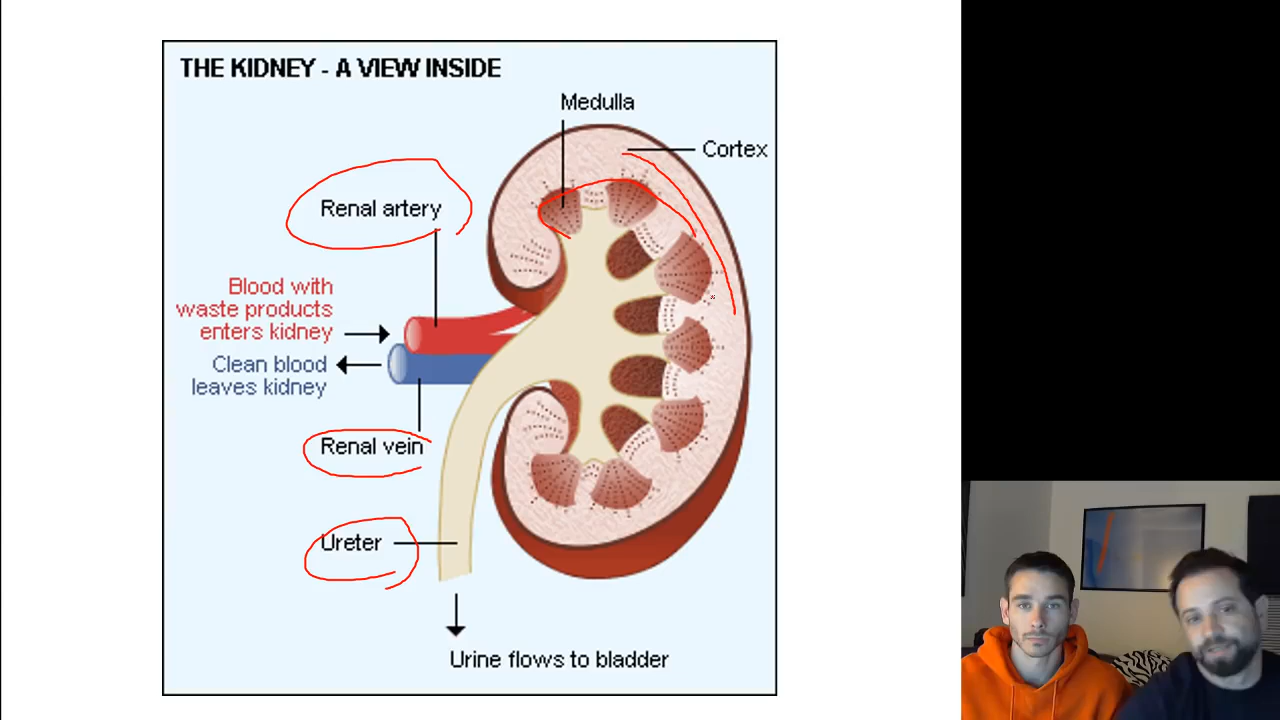 THE KIDNEY - A VIEW INSIDE
Medulla
Cortex
Renal artery
Blood with
waste products
enters kidney
Clean blood
leaves kidney
Renal vein
Ureter
Urine flows to bladder